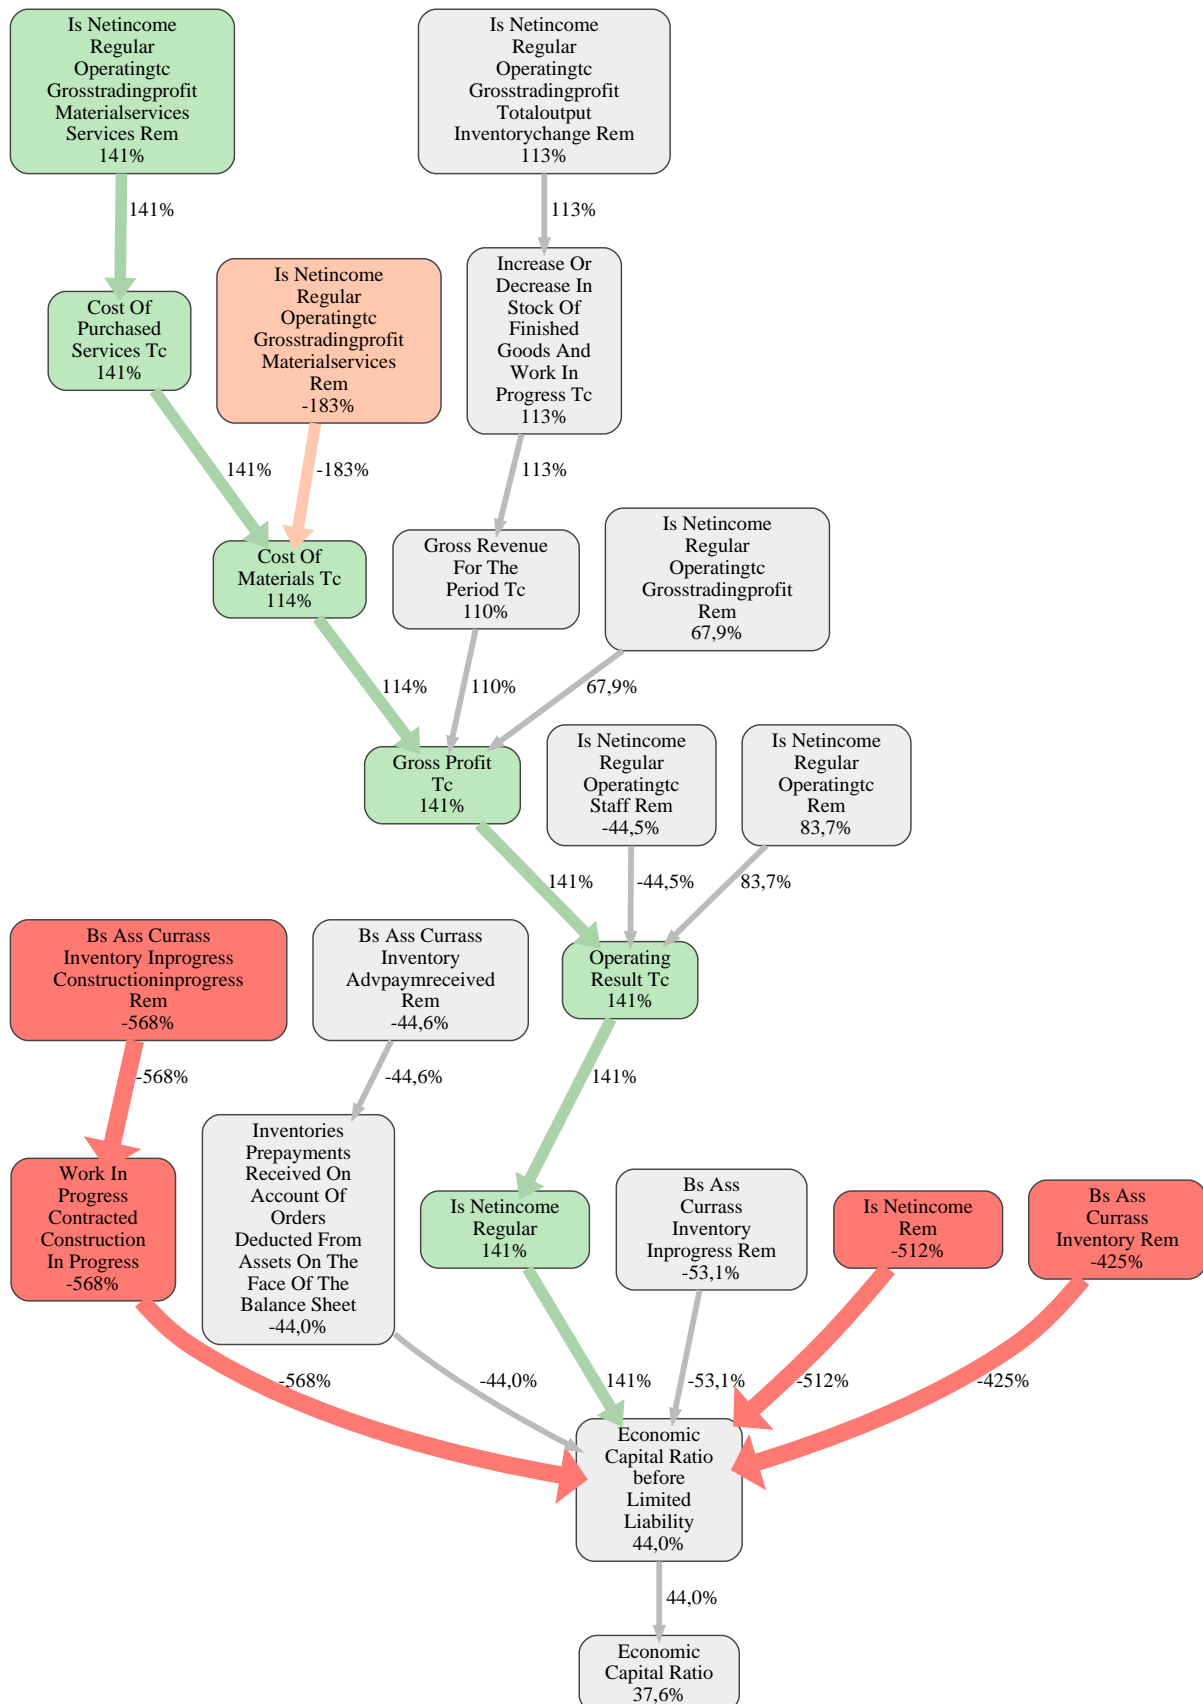 Is Netincome
Regular
Operatingtc
Grosstradingprofit
Materialservices
Services Rem
141%
Is Netincome
Regular
Operatingtc
Grosstradingprofit
Totaloutput
Inventorychange Rem
113%
141%
113%
Cost Of
Purchased
Services Tc
141%
Is Netincome
Regular
Operatingtc
Grosstradingprofit
Materialservices
Rem
-183%
Increase Or
Decrease In
Stock Of
Finished
Goods And
Work In
Progress Tc
113%
141%
-183%
113%
Cost Of
Materials Tc
114%
Gross Revenue
For The
Period Tc
110%
Is Netincome
Regular
Operatingtc
Grosstradingprofit
Rem
67,9%
114%
110%
67,9%
Gross Profit
Tc
141%
Is Netincome
Regular
Operatingtc
Staff Rem
-44,5%
Is Netincome
Regular
Operatingtc
Rem
83,7%
141%
-44,5%
83,7%
Bs Ass Currass
Inventory Inprogress
Constructioninprogress
Rem
-568%
Bs Ass Currass
Inventory
Advpaymreceived
Rem
-44,6%
Operating
Result Tc
141%
-568%
-44,6%
141%
Work In
Progress
Contracted
Construction
In Progress
-568%
Inventories
Prepayments
Received On
Account Of
Orders
Deducted From
Assets On The
Face Of The
Balance Sheet
-44,0%
Is Netincome
Regular
141%
Bs Ass
Currass
Inventory
Inprogress Rem
-53,1%
Is Netincome
Rem
-512%
Bs Ass
Currass
Inventory Rem
-425%
-568%
-44,0%
141%
-53,1%
-512%
-425%
Economic
Capital Ratio
before
Limited
Liability
44,0%
44,0%
Economic
Capital Ratio
37,6%